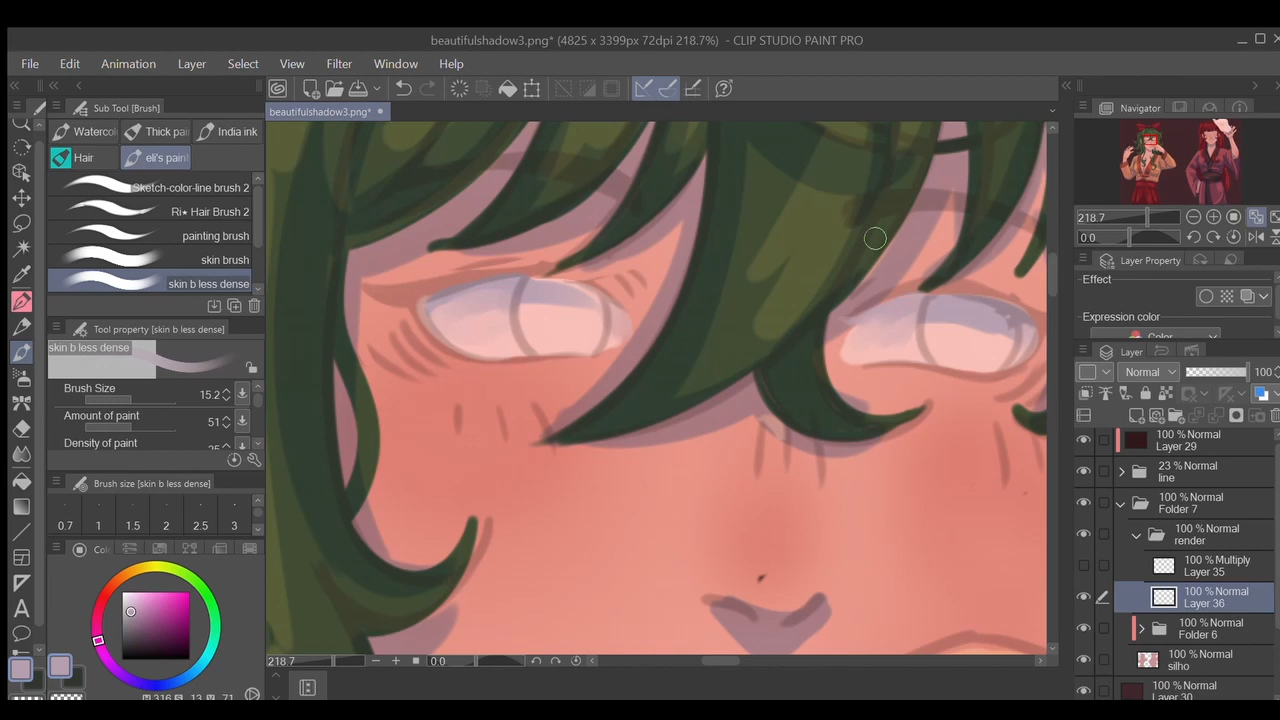 beautifulshadow3.png* (4825 x 3399px 72dpi 218.7%) - CLIP STUDIO PAINT PRO
File Edit Animation Layer Select View Filter Window Help
Sub Tool [Brush]
beautifulshadow3.png*
Navigator
Thick pai
India ink
Hair
eli's paint
Sketch-color-line brush 2
Ri★ Hair Brush 2
painting brush
skin brush
skin b less dense
218.7
0.0
Layer Property
Effect
Expression color
Color
Tool property [skin b less dense]
skin b less dense
Brush Size 15.2
Amount of paint 51
Density of paint
Layer
Normal 100
100 % Normal
Layer 29
23 % Normal
line
100 % Normal
Folder 7
100 % Normal
render
100 % Multiply
Layer 35
100 % Normal
Layer 36
100 % Normal
Folder 6
100 % Normal
silho
100 % Normal
Layer 30
Brush size [skin b less dense]
0.7 1 1.5 2 2.5 3
218.7
0.0